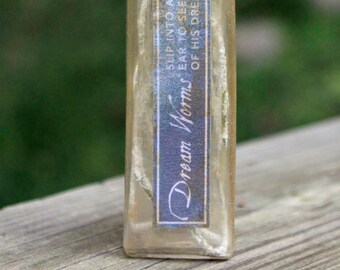 Dream Worms
SLIP INTO A
EAR TO SEE
OF HIS DRE